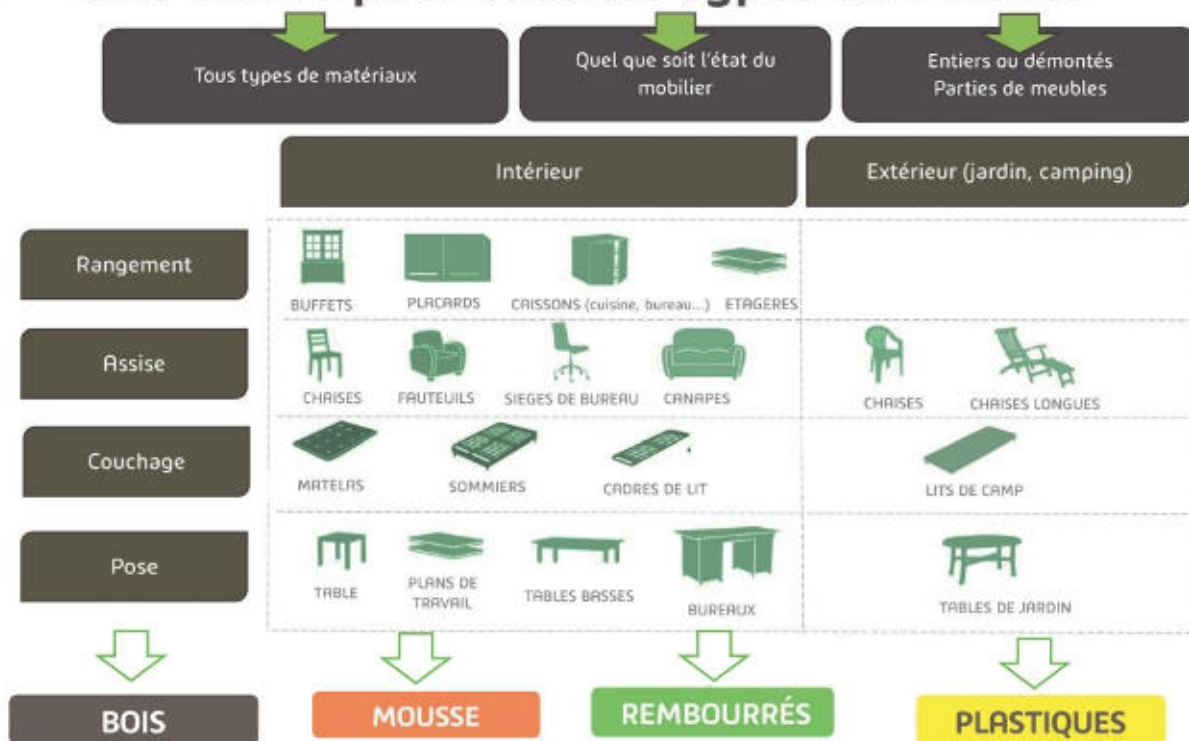 Tous types de matériaux
Quel que soit l'état du
mobilier
Entiers ou démontés
Parties de meubles
Intérieur
Extérieur (jardin, camping)
Rangement
BUFFETS
PLACARDS
CAISSONS (cuisine, bureau...)
ETAGERES
Assise
CHAISES
FAUTEUILS
SIEGES DE BUREAU
CANAPES
CHAISES
CHAISES LONGUES
Couchage
MATELAS
SOMMIERS
CADRES DE LIT
LITS DE CAMP
Pose
TABLE
PLANS DE
TRAVAIL
TABLES BASSES
BUREAUX
TABLES DE JARDIN
BOIS
MOUSSE
REMBOURRÉS
PLASTIQUES